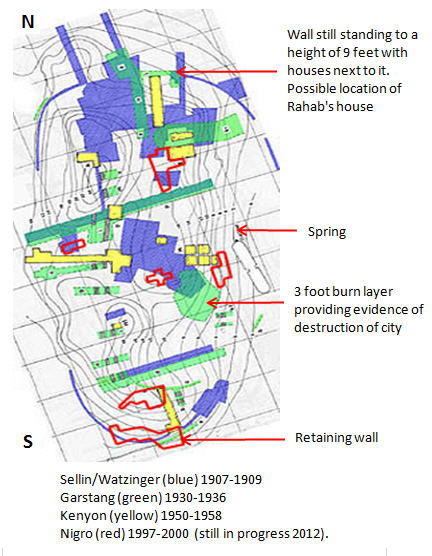 N
Wall still standing to a
height of 9 feet with
houses next to it.
Possible location of
Rahab's house
Spring
3 foot burn layer
providing evidence of
destruction of city
S
Retaining wall
Sellin/Watzinger (blue) 1907-1909
Garstang (green) 1930-1936
Kenyon (yellow) 1950-1958
Nigro (red) 1997-2000 (still in progress 2012).